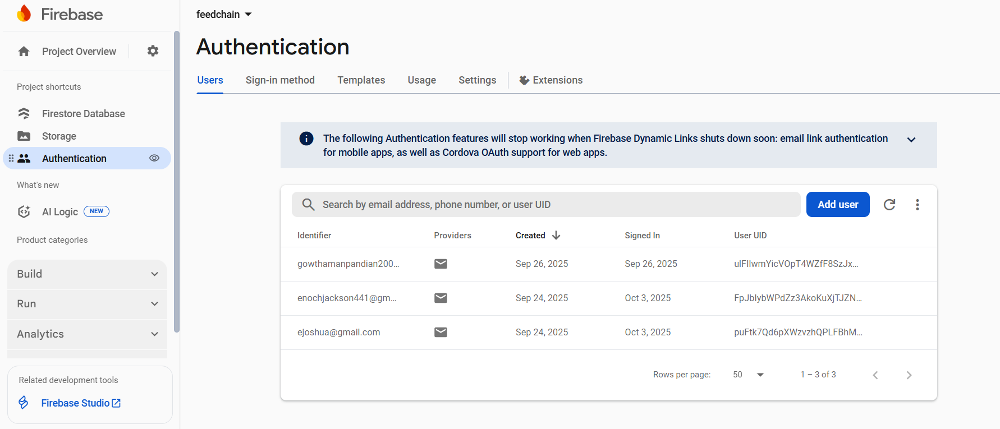 Firebase
Project Overview
Project shortcuts
Firestore Database
Storage
Authentication
What's new
AI Logic NEW
Product categories
Build
Run
Analytics
Related development tools
Firebase Studio
feedchain
Authentication
Users Sign-in method Templates Usage Settings Extensions
The following Authentication features will stop working when Firebase Dynamic Links shuts down soon: email link authentication
for mobile apps, as well as Cordova OAuth support for web apps.
Search by email address, phone number, or user UID Add user
Identifier Providers Created Signed In User UID
gowthamanpandian200… Sep 26, 2025 Sep 26, 2025 ulFIlwmYicVOpT4WZfF8SzJx…
enochjackson441@gm… Sep 24, 2025 Oct 3, 2025 FpJblybWPdZz3AkoKuXjTJZN…
ejoshua@gmail.com Sep 24, 2025 Oct 3, 2025 puFtk7Qd6pXWzvzhQPLFBhM…
Rows per page: 50 1 – 3 of 3